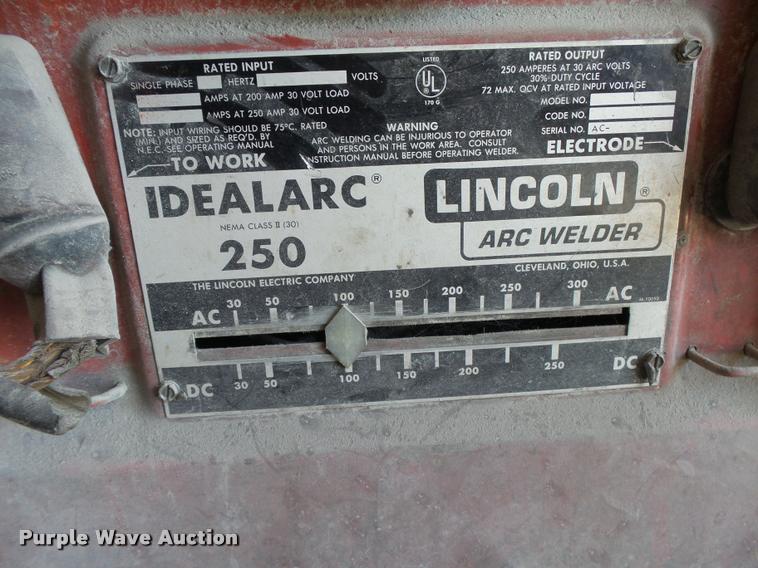 RATED INPUT
SINGLE PHASE HERTZ VOLTS
AMPS AT 200 AMP 30 VOLT LOAD
AMPS AT 250 AMP 30 VOLT LOAD
NOTE: INPUT WIRING SHOULD BE 75°C. RATED
(MIN.) AND SIZED AS REQ'D. BY
N.E.C. SEE OPERATING MANUAL
TO WORK
LISTED
UL
170 G
WARNING
ARC WELDING CAN BE INJURIOUS TO OPERATOR
AND PERSONS IN THE WORK AREA. CONSULT
INSTRUCTION MANUAL BEFORE OPERATING WELDER.
RATED OUTPUT
250 AMPERES AT 30 ARC VOLTS
30% DUTY CYCLE
72 MAX. OCV AT RATED INPUT VOLTAGE
MODEL NO.
CODE NO.
SERIAL NO. AC-
ELECTRODE
IDEALARC®
NEMA CLASS II (30)
250
LINCOLN ®
ARC WELDER
THE LINCOLN ELECTRIC COMPANY
CLEVELAND, OHIO, U.S.A.
AC 30 50 100 150 200 250 300 AC
DC 30 50 100 150 200 250 DC
Purple Wave Auction